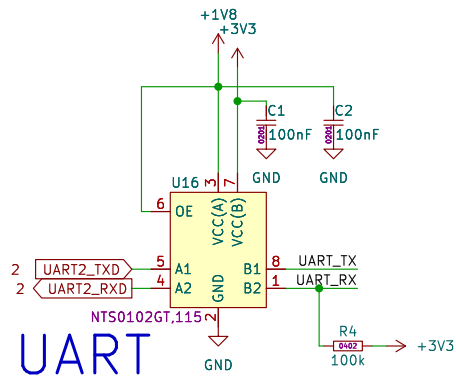 +1V8
+3V3
C1
0201
100nF
GND
C2
0201
100nF
GND
U16
3
7
6
OE
VCC(A)
VCC(B)
2
UART2_TXD
5
A1
B1
8
UART_TX
2
UART2_RXD
4
A2
B2
1
UART_RX
GND
2
NTS0102GT,115
GND
R4
0402
100k
+3V3
UART